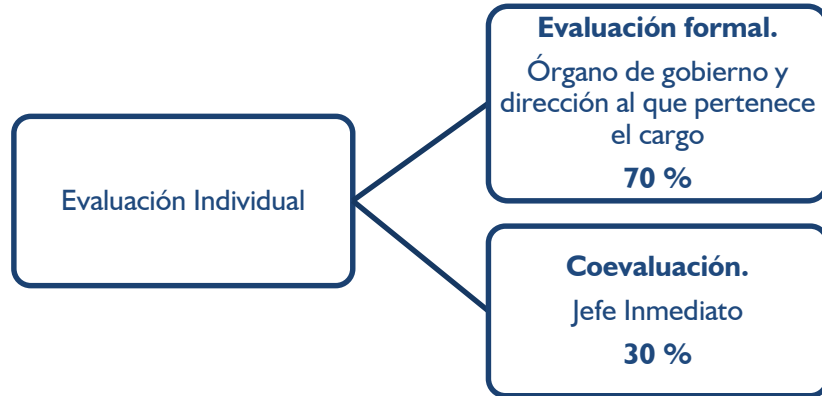 Evaluación Individual
Evaluación formal.
Órgano de gobierno y
dirección al que pertenece
el cargo
70 %
Coevaluación.
Jefe Inmediato
30 %